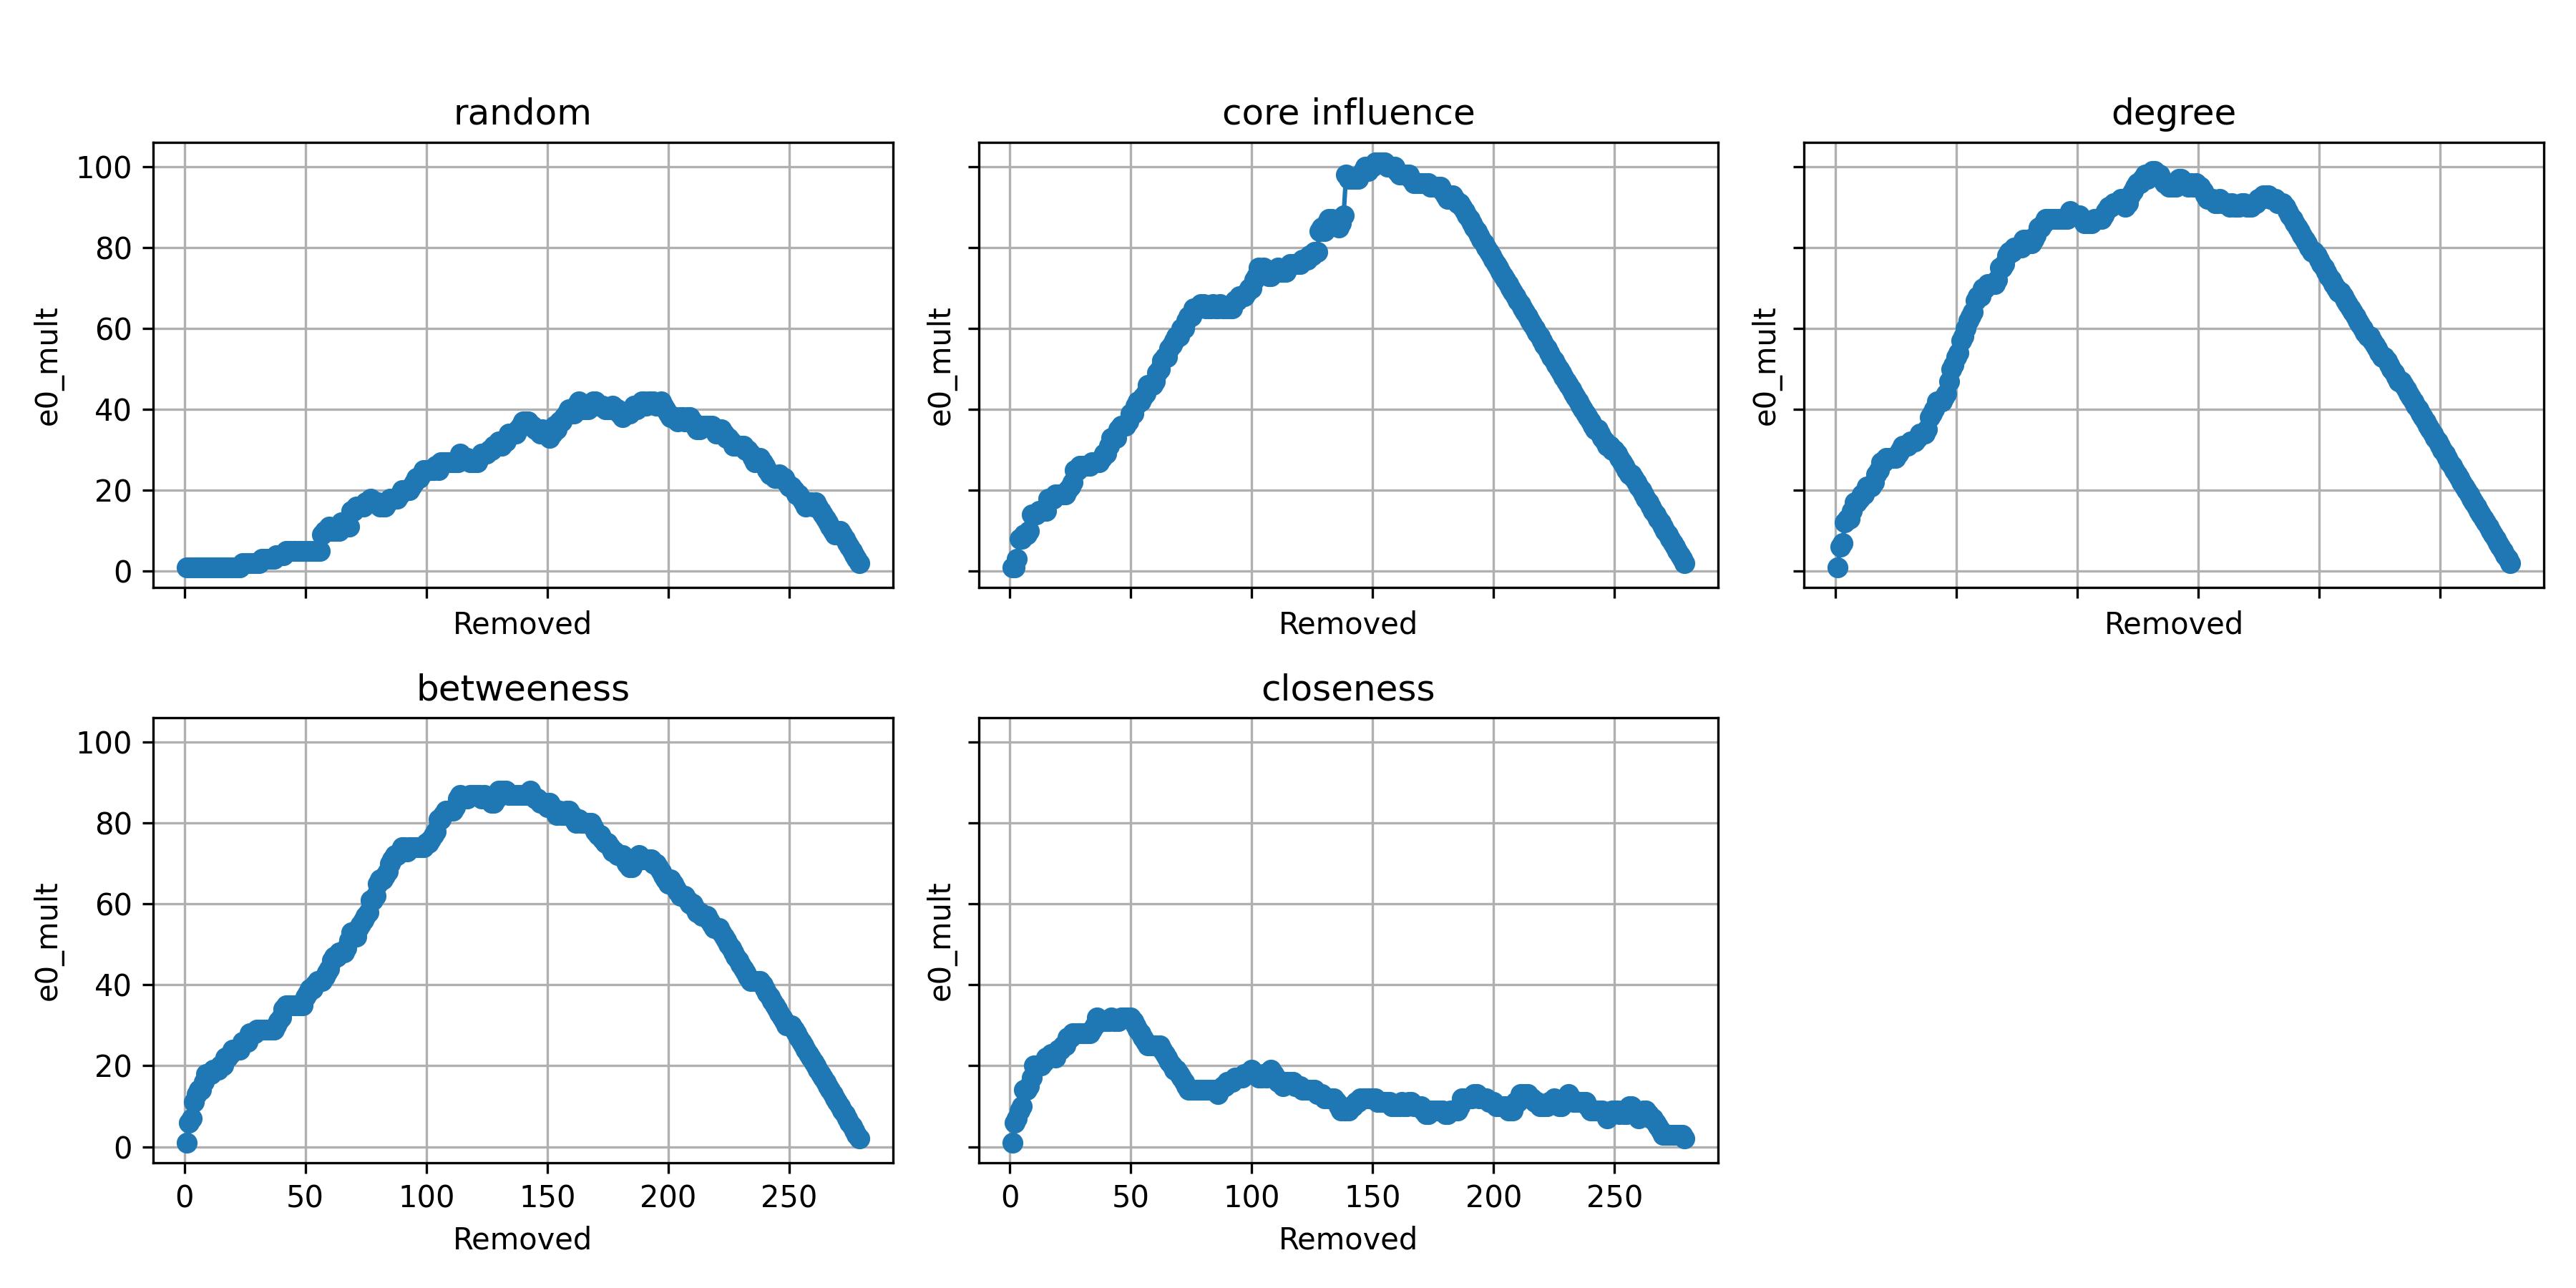 random
core influence
degree
100
80
60
40
20
0
e0_mult
e0_mult
e0_mult
Removed
Removed
Removed
betweeness
closeness
100
80
60
40
20
0
e0_mult
e0_mult
0 50 100 150 200 250
0 50 100 150 200 250
Removed
Removed